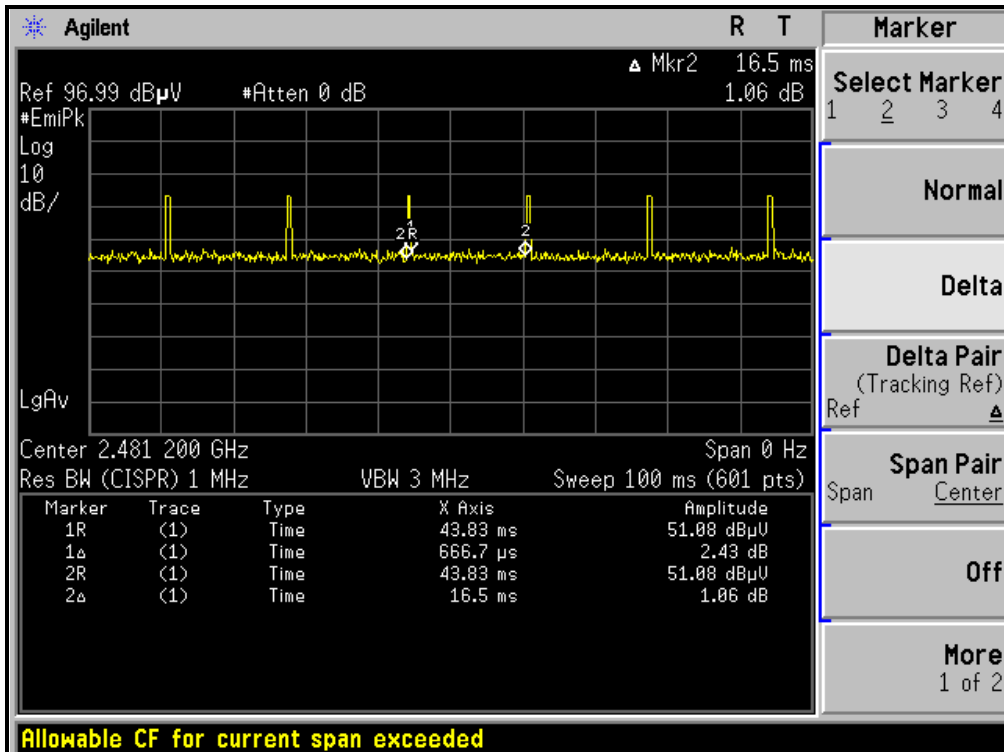 Agilent R T
Marker
Δ Mkr2 16.5 ms
Ref 96.99 dBµV #Atten 0 dB 1.06 dB
#EmiPk
Log
10
dB/
1
2R
2
LgAv
Center 2.481 200 GHz Span 0 Hz
Res BW (CISPR) 1 MHz VBW 3 MHz Sweep 100 ms (601 pts)
Marker Trace Type X Axis Amplitude
1R (1) Time 43.83 ms 51.08 dBµV
1Δ (1) Time 666.7 µs 2.43 dB
2R (1) Time 43.83 ms 51.08 dBµV
2Δ (1) Time 16.5 ms 1.06 dB
Select Marker
1 2 3 4
Normal
Delta
Delta Pair
(Tracking Ref)
Ref Δ
Span Pair
Span Center
Off
More
1 of 2
Allowable CF for current span exceeded